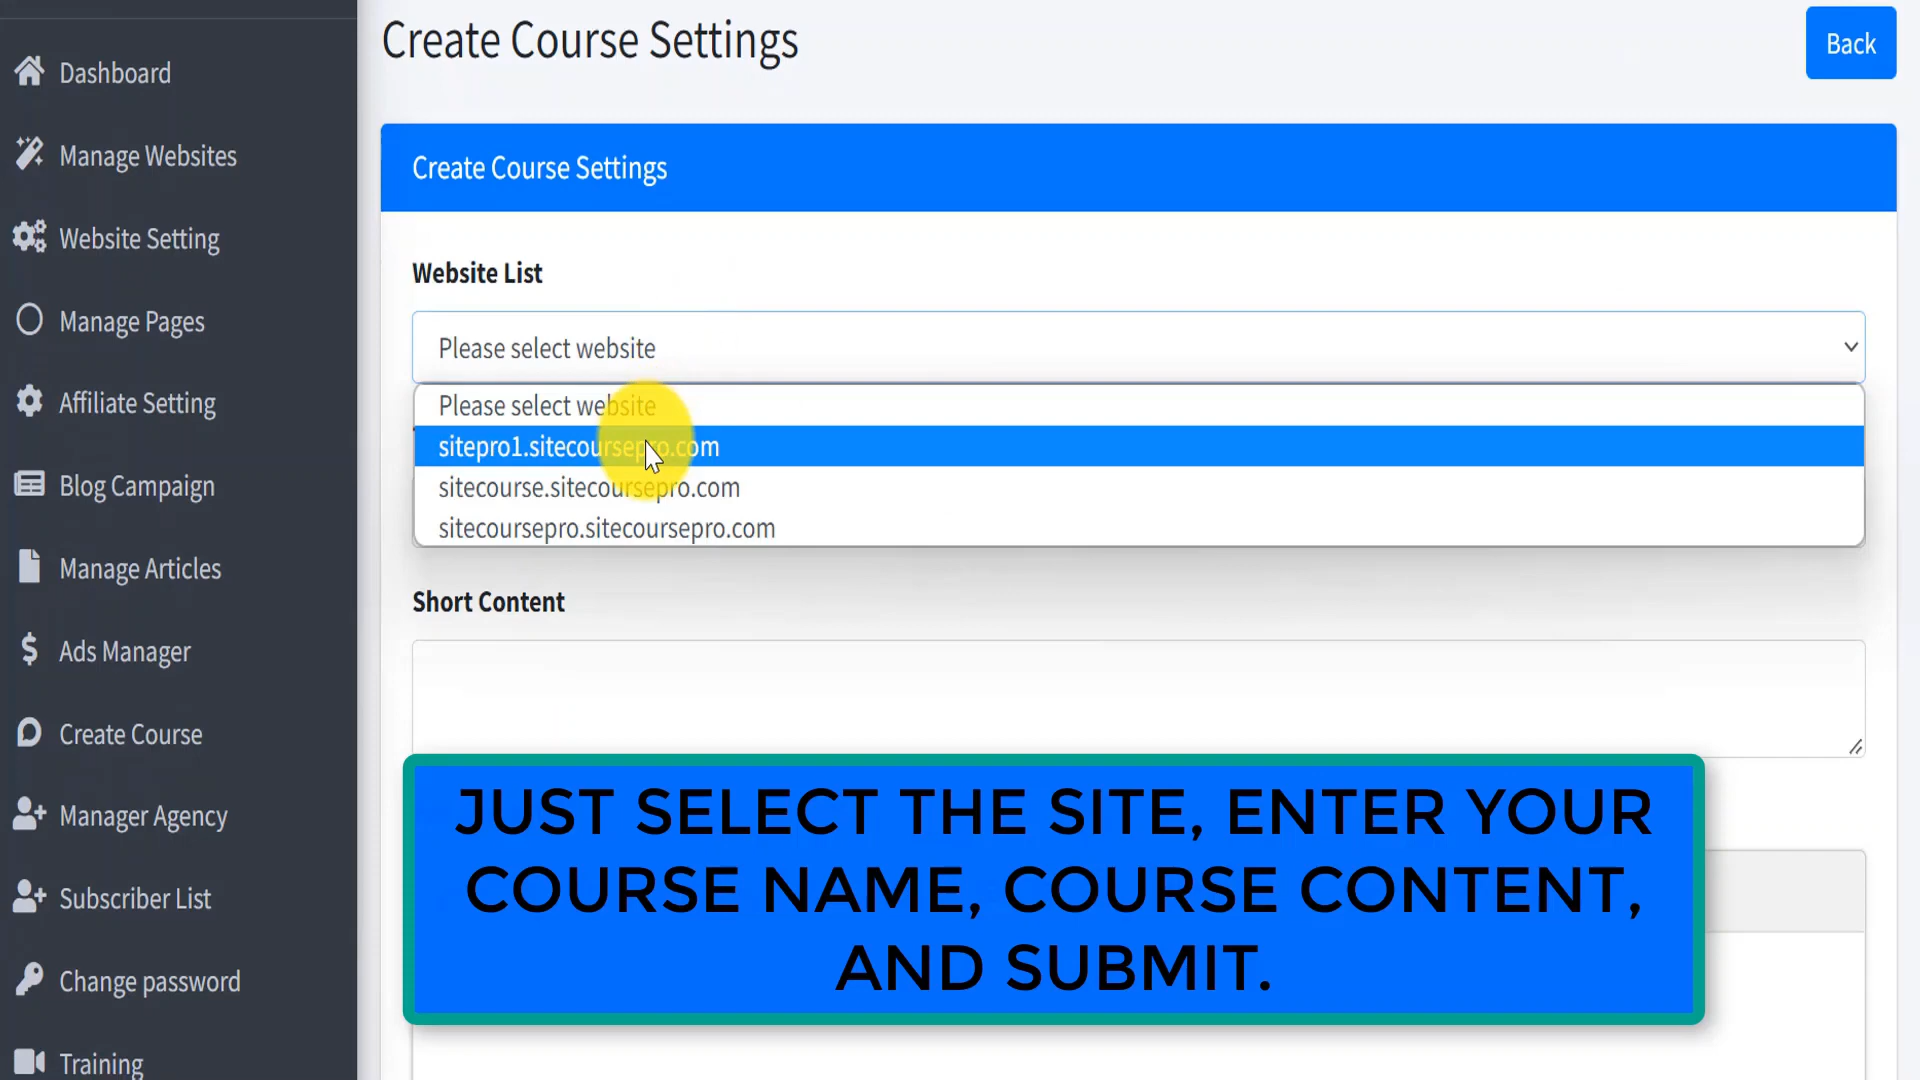 Create Course Settings
Back
Dashboard
Manage Websites
Website Setting
Manage Pages
Affiliate Setting
Blog Campaign
Manage Articles
Ads Manager
Create Course
Manager Agency
Subscriber List
Change password
Training
Create Course Settings
Website List
Please select website
Please select website
sitepro1.sitecoursepro.com
sitecourse.sitecoursepro.com
sitecoursepro.sitecoursepro.com
Short Content
JUST SELECT THE SITE, ENTER YOUR
COURSE NAME, COURSE CONTENT,
AND SUBMIT.